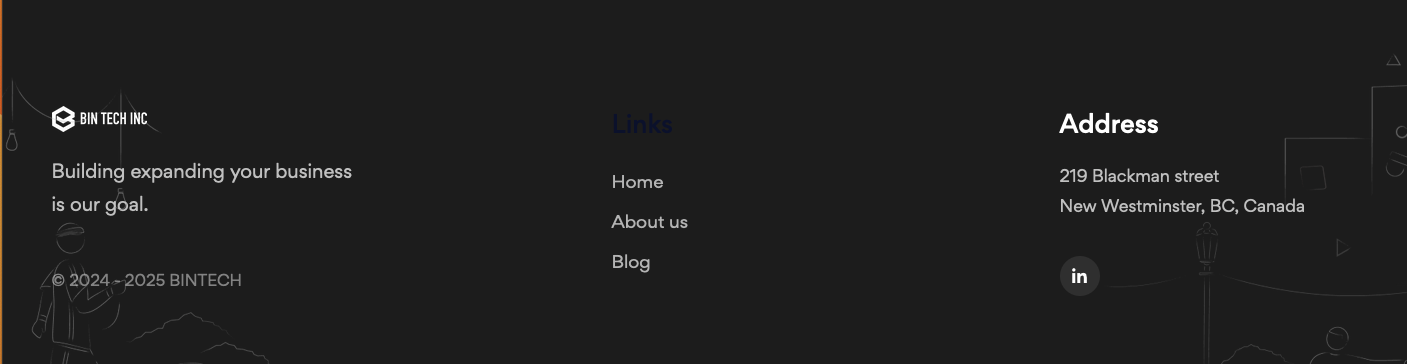 BIN TECH INC
Building expanding your business
is our goal.
© 2024 - 2025 BINTECH
Links
Home
About us
Blog
Address
219 Blackman street
New Westminster, BC, Canada
in